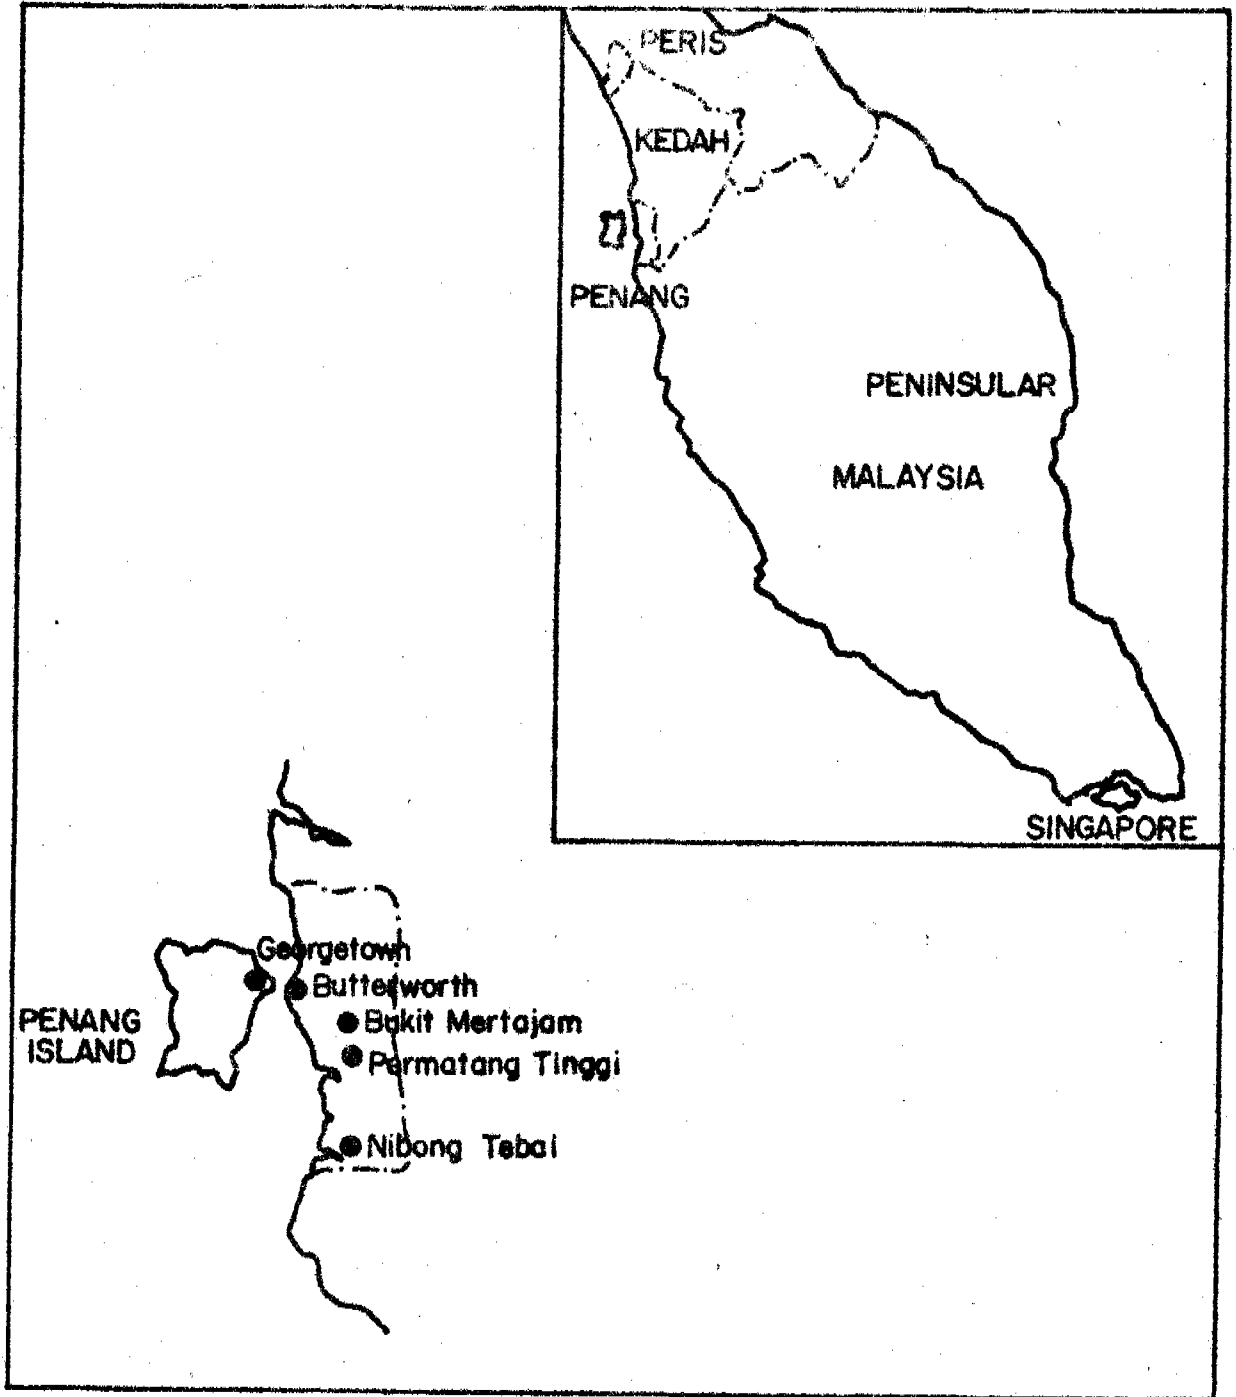 PERIS
KEDAH
PENANG
PENINSULAR
MALAYSIA
SINGAPORE
Georgetown
Butterworth
PENANG
ISLAND
Bukit Mertajam
Permatang Tinggi
Nibong Tebal